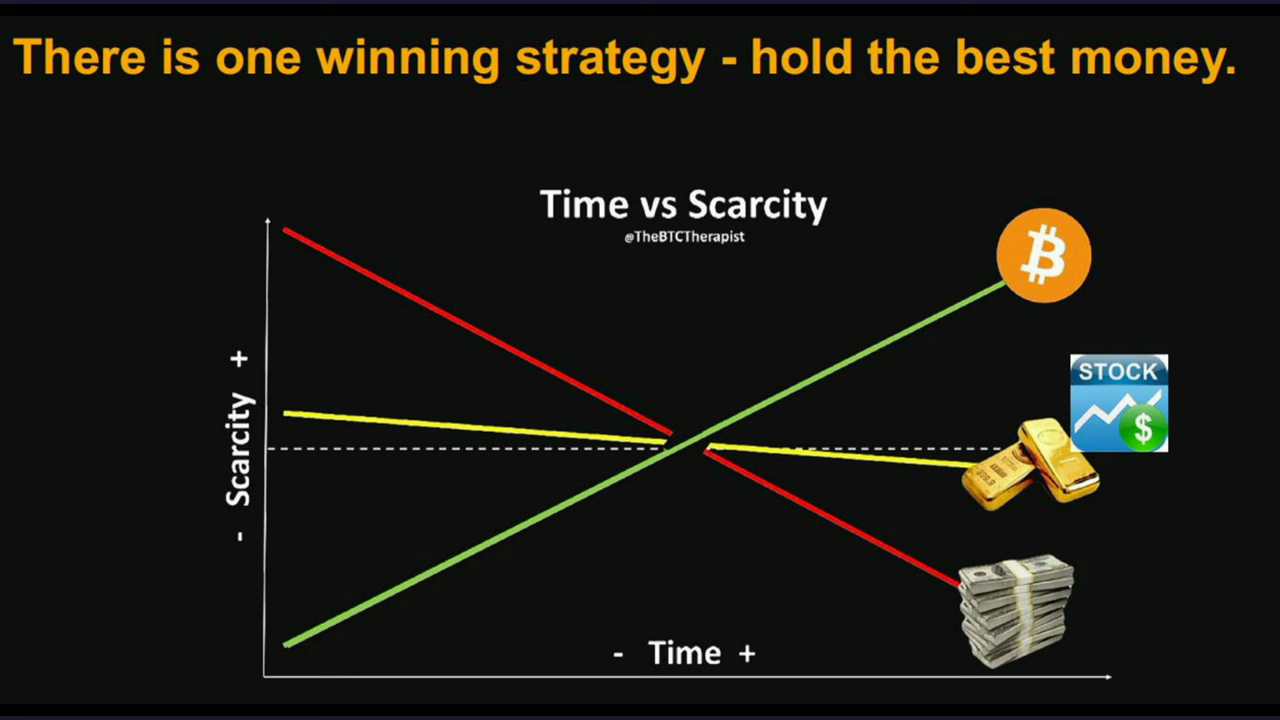 There is one winning strategy - hold the best money.
Time vs Scarcity
@TheBTCTherapist
- Scarcity +
STOCK
$
- Time +